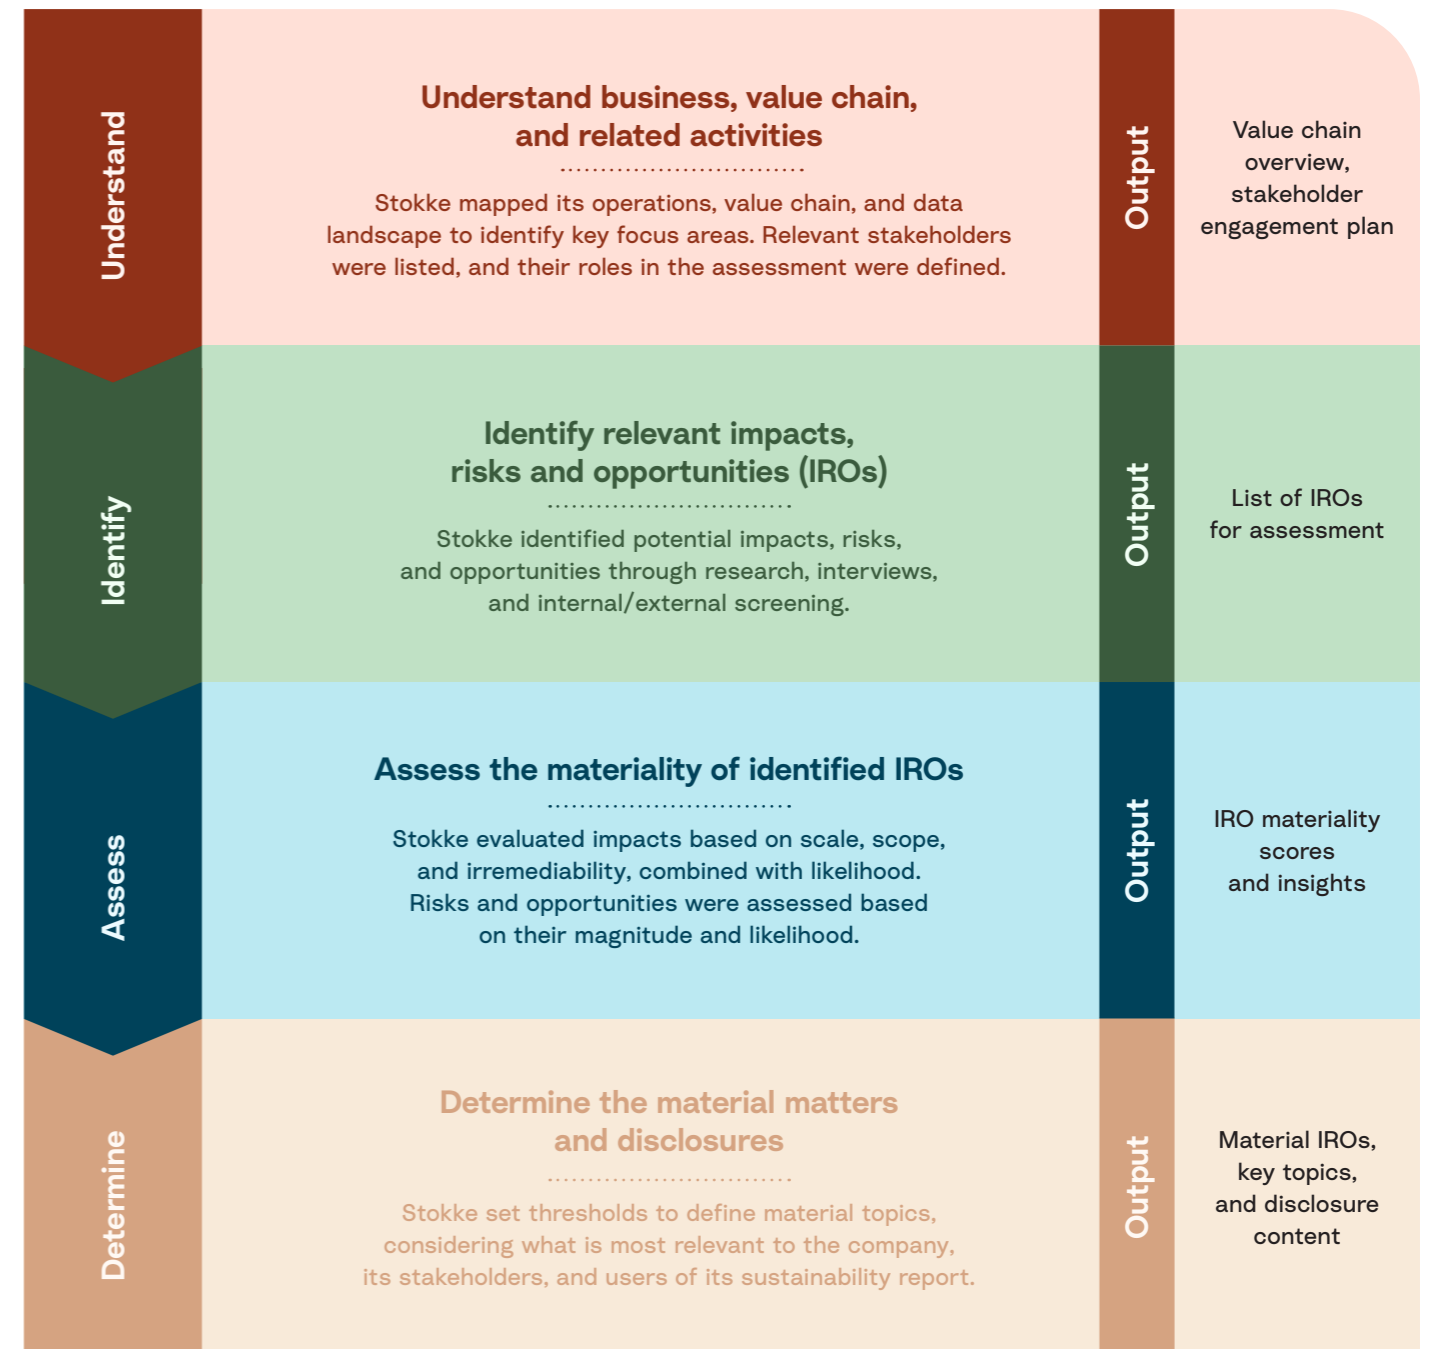 Understand
Understand business, value chain,
and related activities
Stokke mapped its operations, value chain, and data
landscape to identify key focus areas. Relevant stakeholders
were listed, and their roles in the assessment were defined.
Output
Value chain
overview,
stakeholder
engagement plan
Identify
Identify relevant impacts,
risks and opportunities (IROs)
Stokke identified potential impacts, risks,
and opportunities through research, interviews,
and internal/external screening.
Output
List of IROs
for assessment
Assess
Assess the materiality of identified IROs
Stokke evaluated impacts based on scale, scope,
and irremediability, combined with likelihood.
Risks and opportunities were assessed based
on their magnitude and likelihood.
Output
IRO materiality
scores
and insights
Determine
Determine the material matters
and disclosures
Stokke set thresholds to define material topics,
considering what is most relevant to the company,
its stakeholders, and users of its sustainability report.
Output
Material IROs,
key topics,
and disclosure
content